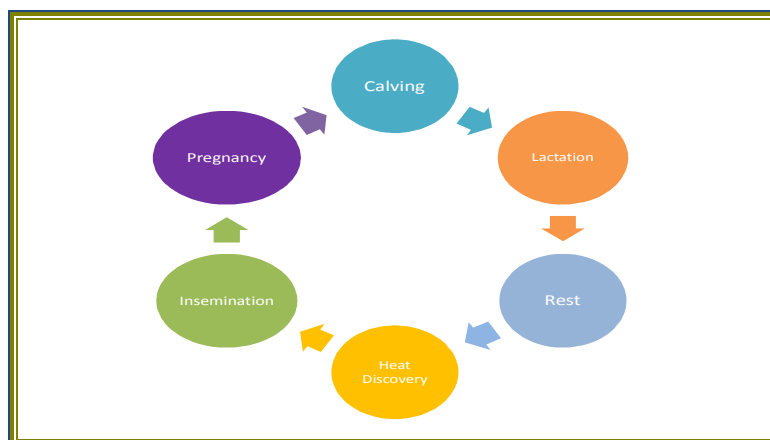 Calving
Lactation
Rest
Heat
Discovery
Insemination
Pregnancy